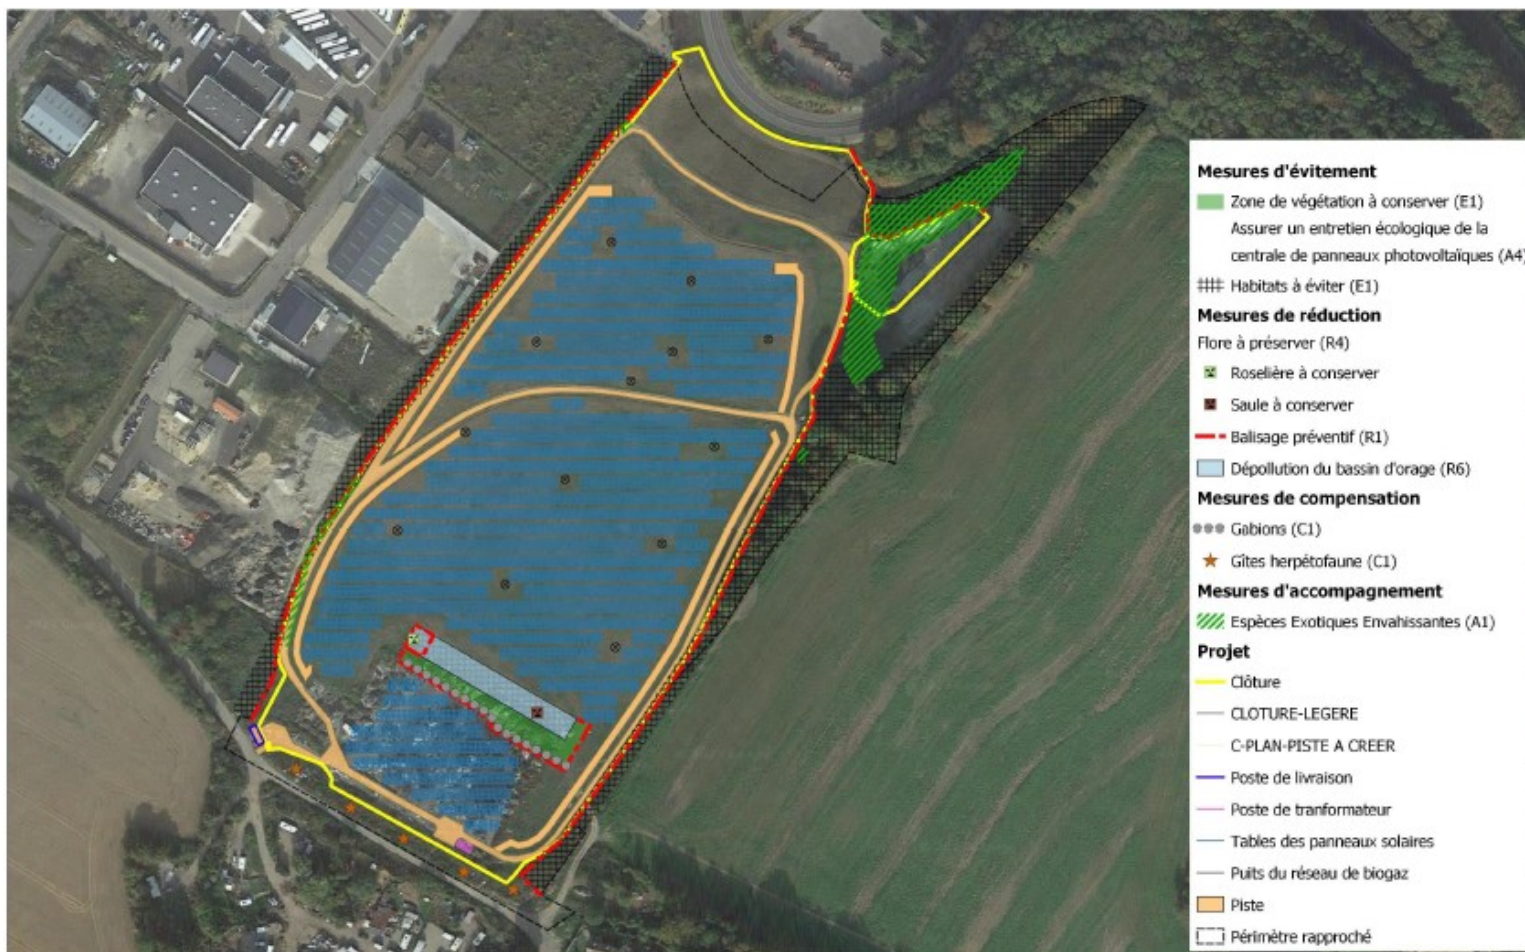 Mesures d'évitement
Zone de végétation à conserver (E1)
Assurer un entretien écologique de la
centrale de panneaux photovoltaïques (A4)
Habitats à éviter (E1)
Mesures de réduction
Flore à préserver (R4)
Roselière à conserver
Saule à conserver
Balisage préventif (R1)
Dépollution du bassin d'orage (R6)
Mesures de compensation
Gabions (C1)
Gîtes herpétofaune (C1)
Mesures d'accompagnement
Espèces Exotiques Envahissantes (A1)
Projet
Clôture
CLOTURE-LEGERE
C-PLAN-PISTE A CREER
Poste de livraison
Poste de tranformateur
Tables des panneaux solaires
Puits du réseau de biogaz
Piste
Périmètre rapproché